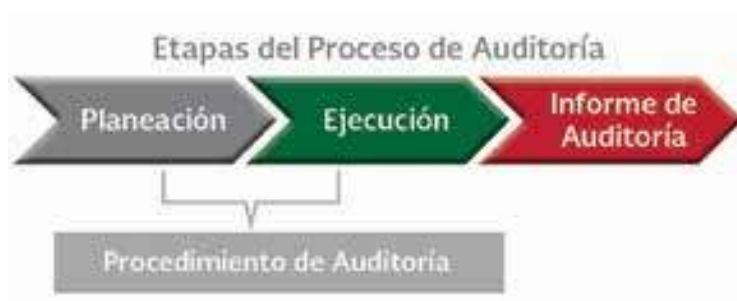 Etapas del Proceso de Auditoría
Planeación
Ejecución
Informe de
Auditoría
Procedimiento de Auditoría